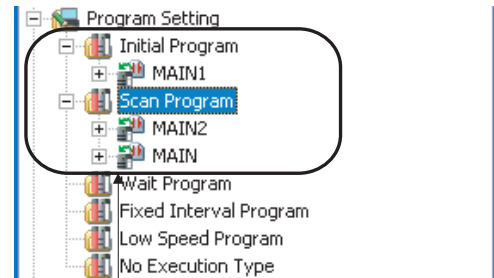 Program Setting
Initial Program
MAIN1
Scan Program
MAIN2
MAIN
Wait Program
Fixed Interval Program
Low Speed Program
No Execution Type